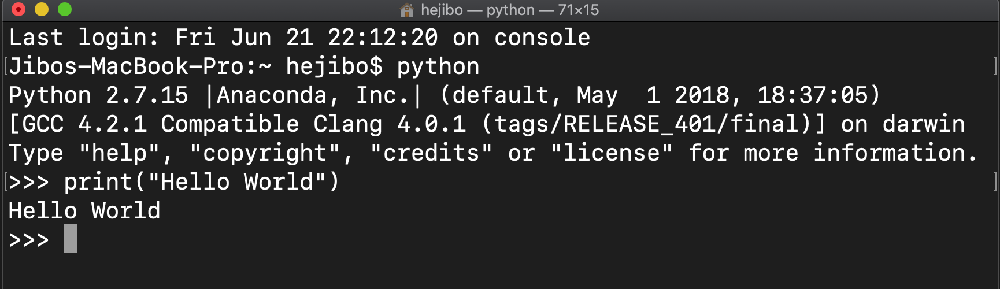 hejibo — python — 71×15
Last login: Fri Jun 21 22:12:20 on console
[Jibos-MacBook-Pro:~ hejibo$ python ]
Python 2.7.15 |Anaconda, Inc.| (default, May  1 2018, 18:37:05)
[GCC 4.2.1 Compatible Clang 4.0.1 (tags/RELEASE_401/final)] on darwin
Type "help", "copyright", "credits" or "license" for more information.
[>>> print("Hello World") ]
Hello World
>>>